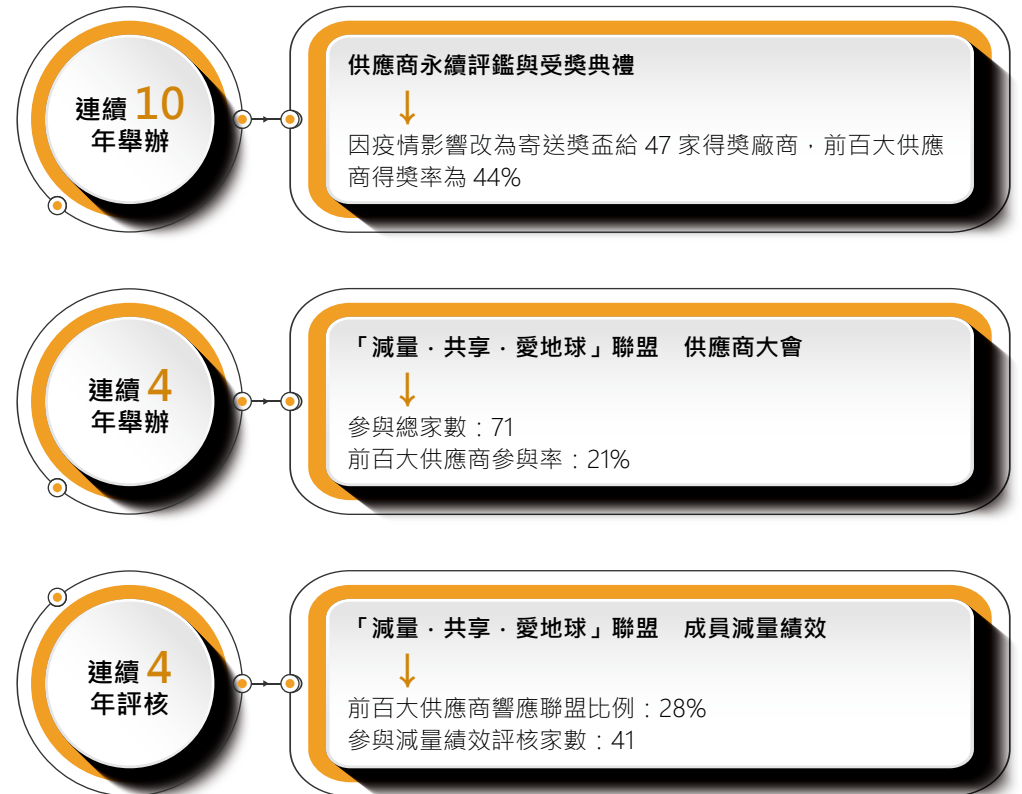 連續 10
年舉辦
供應商永續評鑑與受獎典禮
↓
因疫情影響改為寄送獎盃給 47 家得獎廠商，前百大供應
商得獎率為 44%
連續 4
年舉辦
「減量．共享．愛地球」聯盟　供應商大會
↓
參與總家數：71
前百大供應商參與率：21%
連續 4
年評核
「減量．共享．愛地球」聯盟　成員減量績效
↓
前百大供應商響應聯盟比例：28%
參與減量績效評核家數：41